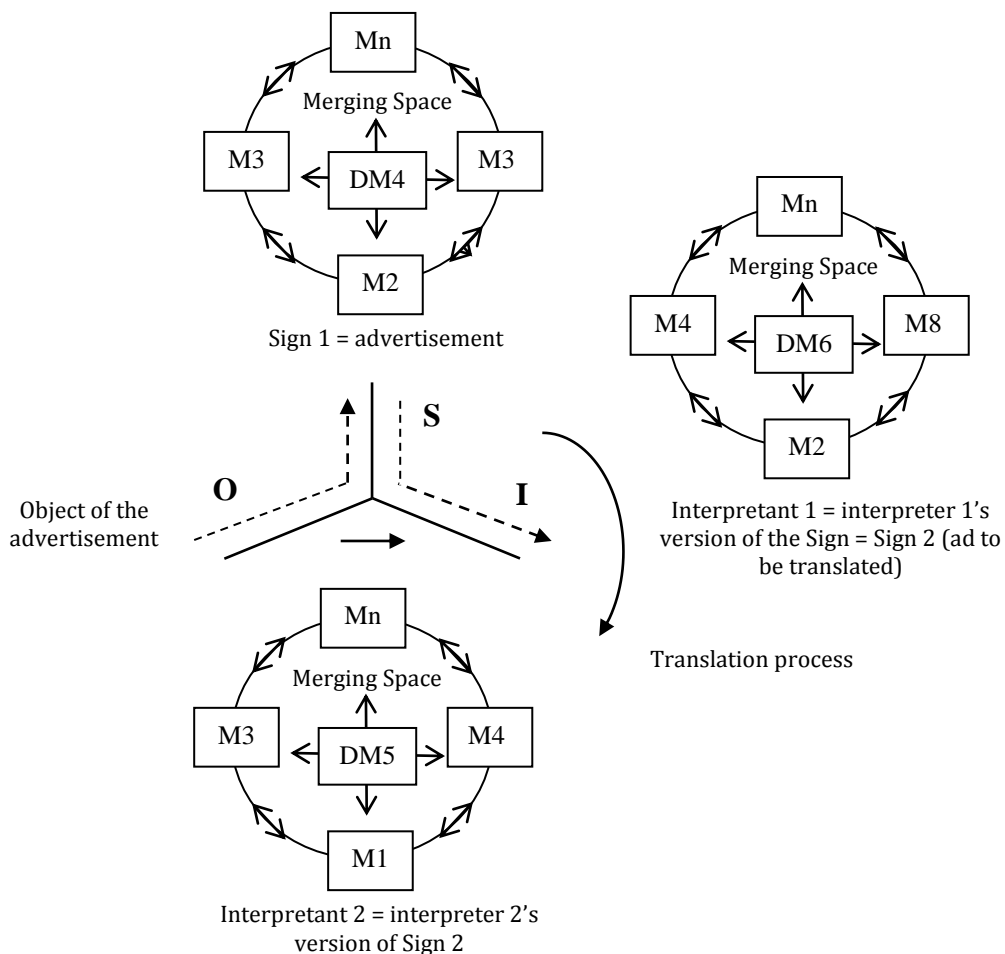 Mn
Merging Space
M3
DM4
M3
M2
Sign 1 = advertisement
Mn
Merging Space
M4
DM6
M8
M2
Interpretant 1 = interpreter 1’s
version of the Sign = Sign 2 (ad to
be translated)
S
O
I
Object of the
advertisement
Translation process
Mn
Merging Space
M3
DM5
M4
M1
Interpretant 2 = interpreter 2’s
version of Sign 2